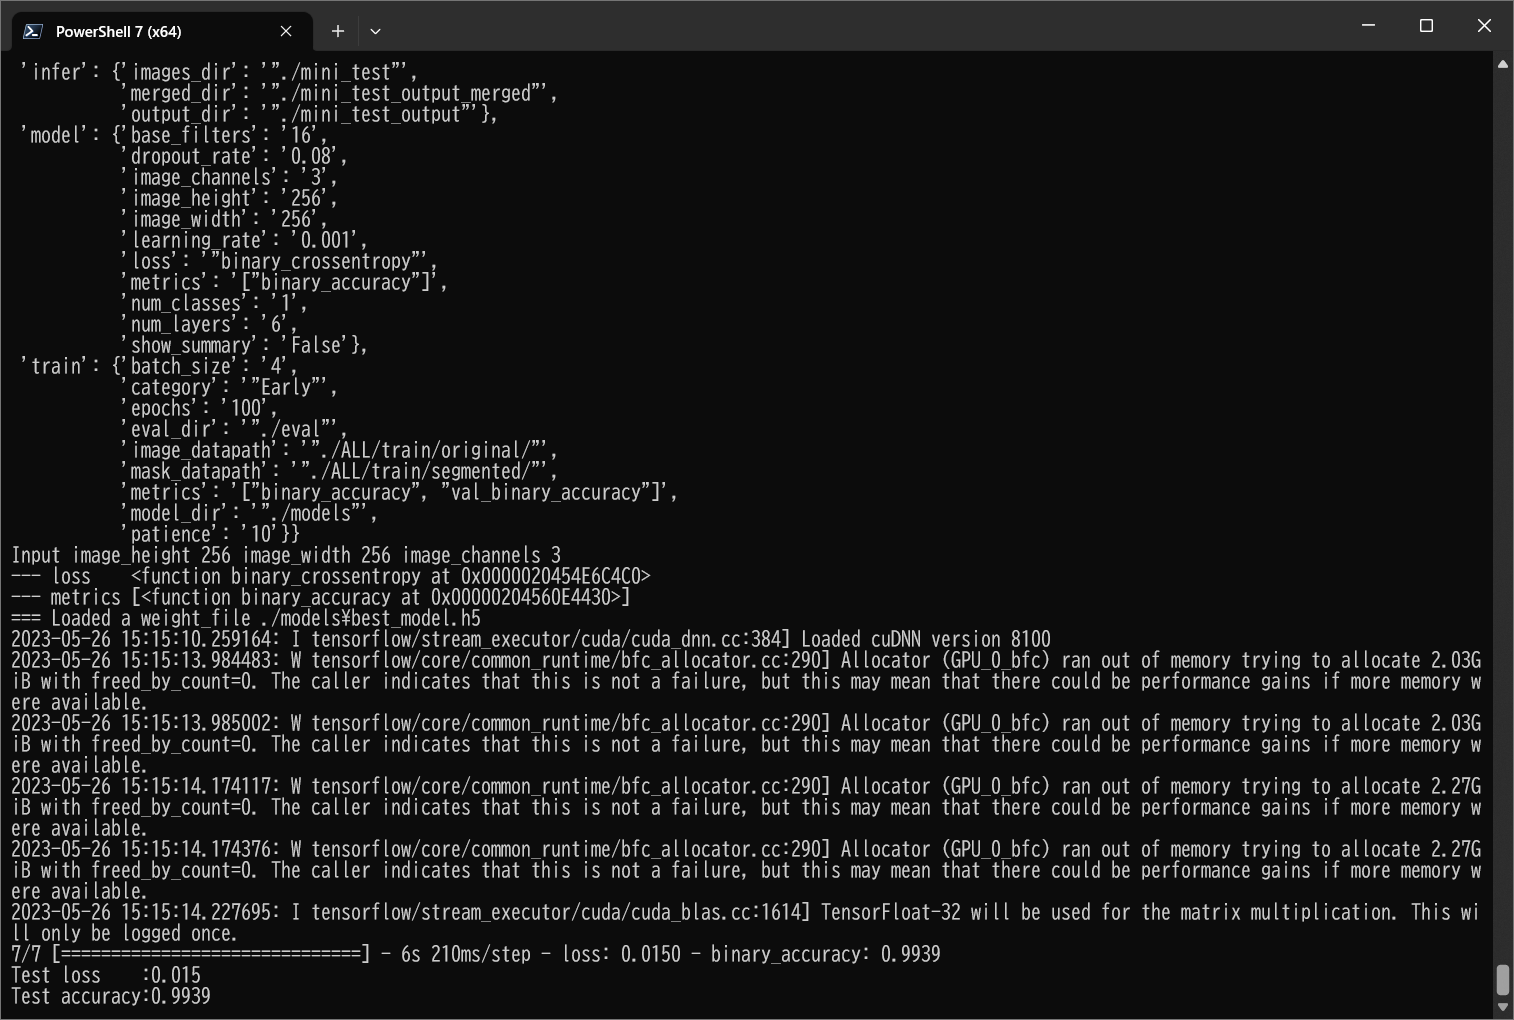 PowerShell 7 (x64)
'infer': {'images_dir': '"./mini_test"',
'merged_dir': '"./mini_test_output_merged"',
'output_dir': '"./mini_test_output"'},
'model': {'base_filters': '16',
'dropout_rate': '0.08',
'image_channels': '3',
'image_height': '256',
'image_width': '256',
'learning_rate': '0.001',
'loss': '"binary_crossentropy"',
'metrics': '["binary_accuracy"]',
'num_classes': '1',
'num_layers': '6',
'show_summary': 'False'},
'train': {'batch_size': '4',
'category': '"Early"',
'epochs': '100',
'eval_dir': '"./eval"',
'image_datapath': '"./ALL/train/original/"',
'mask_datapath': '"./ALL/train/segmented/"',
'metrics': '["binary_accuracy", "val_binary_accuracy"]',
'model_dir': '"./models"',
'patience': '10'}}
Input image_height 256 image_width 256 image_channels 3
--- loss    <function binary_crossentropy at 0x0000020454E6C4C0>
--- metrics [<function binary_accuracy at 0x00000204560E4430>]
=== Loaded a weight_file ./models¥best_model.h5
2023-05-26 15:15:10.259164: I tensorflow/stream_executor/cuda/cuda_dnn.cc:384] Loaded cuDNN version 8100
2023-05-26 15:15:13.984483: W tensorflow/core/common_runtime/bfc_allocator.cc:290] Allocator (GPU_0_bfc) ran out of memory trying to allocate 2.03G
iB with freed_by_count=0. The caller indicates that this is not a failure, but this may mean that there could be performance gains if more memory w
ere available.
2023-05-26 15:15:13.985002: W tensorflow/core/common_runtime/bfc_allocator.cc:290] Allocator (GPU_0_bfc) ran out of memory trying to allocate 2.03G
iB with freed_by_count=0. The caller indicates that this is not a failure, but this may mean that there could be performance gains if more memory w
ere available.
2023-05-26 15:15:14.174117: W tensorflow/core/common_runtime/bfc_allocator.cc:290] Allocator (GPU_0_bfc) ran out of memory trying to allocate 2.27G
iB with freed_by_count=0. The caller indicates that this is not a failure, but this may mean that there could be performance gains if more memory w
ere available.
2023-05-26 15:15:14.174376: W tensorflow/core/common_runtime/bfc_allocator.cc:290] Allocator (GPU_0_bfc) ran out of memory trying to allocate 2.27G
iB with freed_by_count=0. The caller indicates that this is not a failure, but this may mean that there could be performance gains if more memory w
ere available.
2023-05-26 15:15:14.227695: I tensorflow/stream_executor/cuda/cuda_blas.cc:1614] TensorFloat-32 will be used for the matrix multiplication. This wi
ll only be logged once.
7/7 [==============================] - 6s 210ms/step - loss: 0.0150 - binary_accuracy: 0.9939
Test loss    :0.015
Test accuracy:0.9939